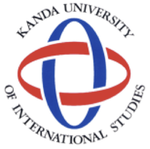 KANDA UNIVERSITY
OF INTERNATIONAL STUDIES